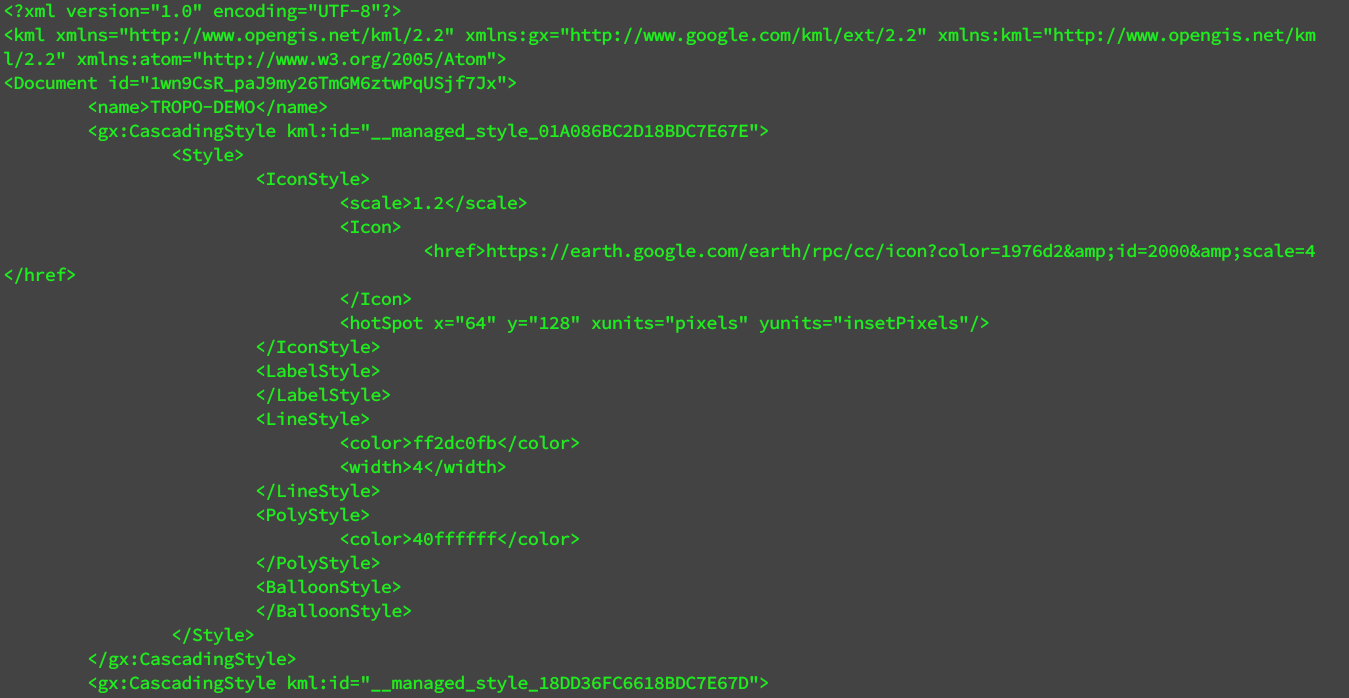 <?xml version="1.0" encoding="UTF-8"?>
<kml xmlns="http://www.opengis.net/kml/2.2" xmlns:gx="http://www.google.com/kml/ext/2.2" xmlns:kml="http://www.opengis.net/km
l/2.2" xmlns:atom="http://www.w3.org/2005/Atom">
<Document id="1wn9CsR_paJ9my26TmGM6ztwPqUSjf7Jx">
        <name>TROPO-DEMO</name>
        <gx:CascadingStyle kml:id="__managed_style_01A086BC2D18BDC7E67E">
                <Style>
                        <IconStyle>
                                <scale>1.2</scale>
                                <Icon>
                                        <href>https://earth.google.com/earth/rpc/cc/icon?color=1976d2&amp;id=2000&amp;scale=4
</href>
                                </Icon>
                                <hotSpot x="64" y="128" xunits="pixels" yunits="insetPixels"/>
                        </IconStyle>
                        <LabelStyle>
                        </LabelStyle>
                        <LineStyle>
                                <color>ff2dc0fb</color>
                                <width>4</width>
                        </LineStyle>
                        <PolyStyle>
                                <color>40ffffff</color>
                        </PolyStyle>
                        <BalloonStyle>
                        </BalloonStyle>
                </Style>
        </gx:CascadingStyle>
        <gx:CascadingStyle kml:id="__managed_style_18DD36FC6618BDC7E67D">